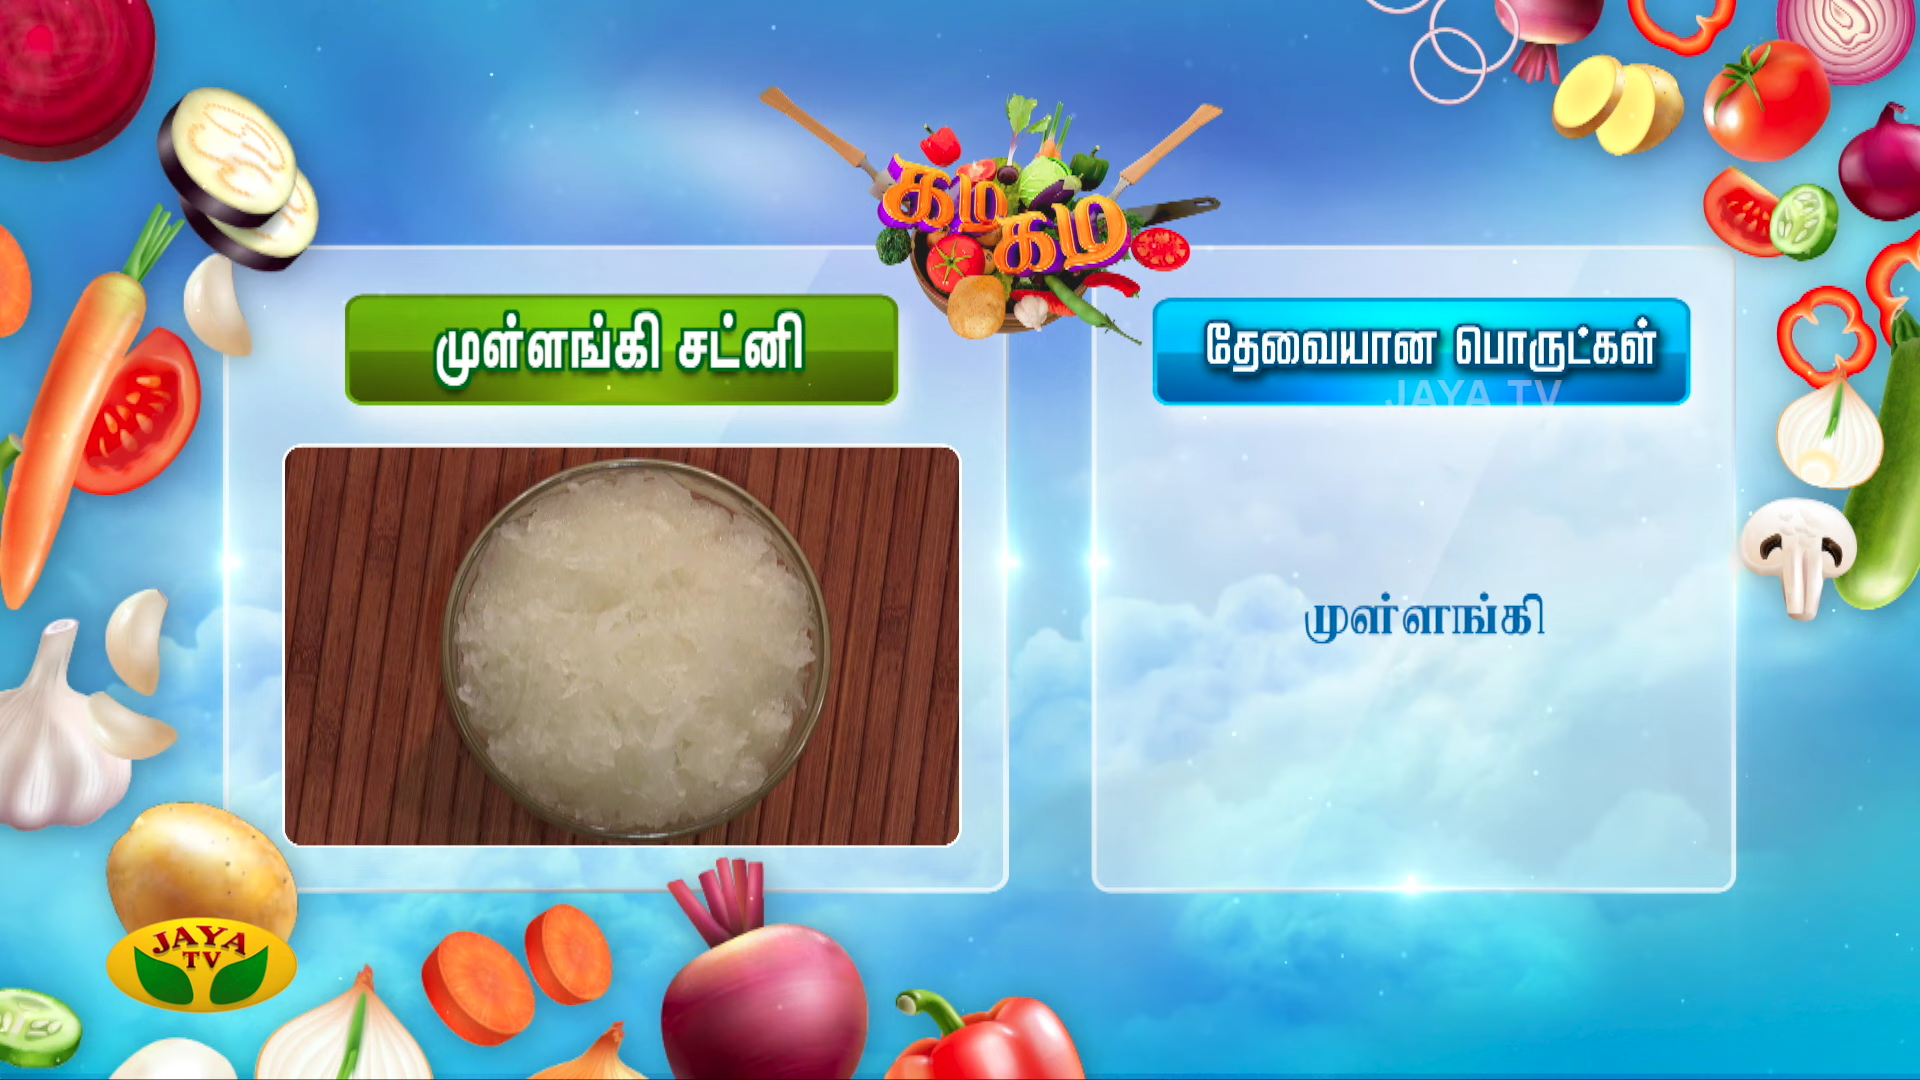 கம
கம
முள்ளங்கி சட்னி
தேவையான பொருட்கள்
JAYA TV
முள்ளங்கி
JAYA
TV